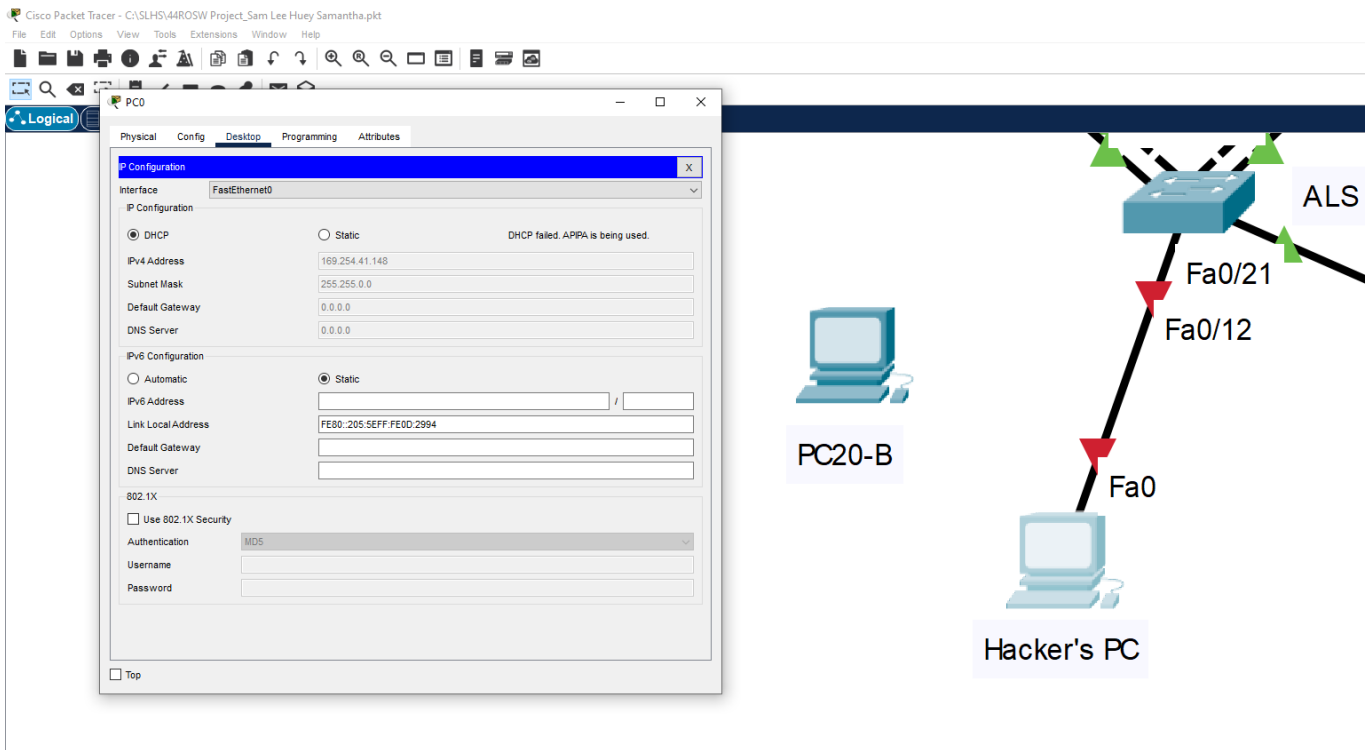 Cisco Packet Tracer - C:\SLHS\44ROSW Project_Sam Lee Huey Samantha.pkt
File Edit Options View Tools Extensions Window Help
Logical
PC0
Physical Config Desktop Programming Attributes
IP Configuration X
Interface FastEthernet0
IP Configuration
DHCP Static DHCP failed. APIPA is being used.
IPv4 Address 169.254.41.148
Subnet Mask 255.255.0.0
Default Gateway 0.0.0.0
DNS Server 0.0.0.0
IPv6 Configuration
Automatic Static
IPv6 Address /
Link Local Address FE80::205:5EFF:FE0D:2994
Default Gateway
DNS Server
802.1X
Use 802.1X Security
Authentication MD5
Username
Password
Top
ALS
Fa0/21
Fa0/12
PC20-B
Fa0
Hacker's PC